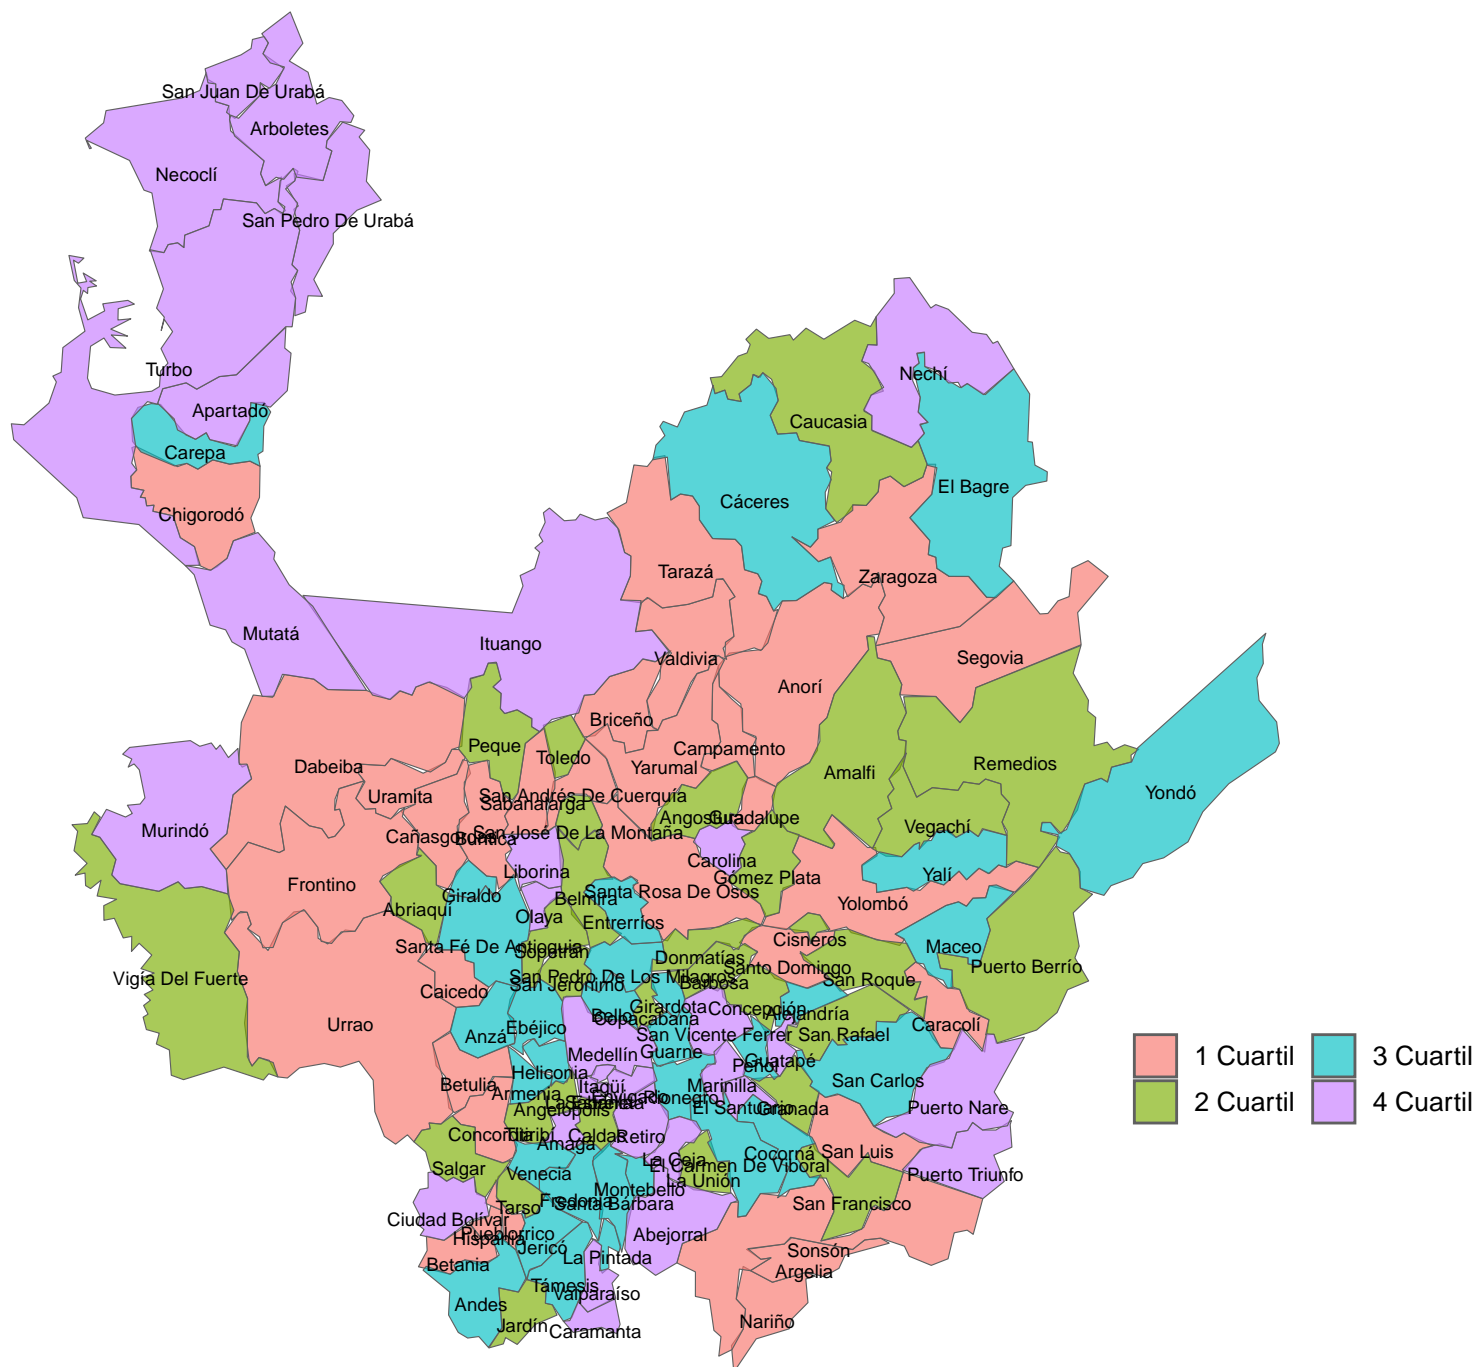 San Juan De Urabá
Arboletes
Necoclí
San Pedro De Urabá
Turbo
Apartadó
Carepa
Chigorodó
Mutatá
Nechí
Caucasia
El Bagre
Cáceres
Tarazá
Zaragoza
Ituango
Valdivia
Segovia
Anorí
Briceño
Peque
Toledo
Campamento
Yarumal
Dabeiba
Amalfi
Remedios
Yondó
Uramita
San Andrés De Cuerquía
Sabanalarga
Angostura
Guadalupe
Vegachí
Murindó
Cañasgordas
Buriticá
San José De La Montaña
Carolina
Liborina
Gómez Plata
Yalí
Frontino
Giraldo
Belmira
Santa Rosa De Osos
Yolombó
Abriaquí
Olaya
Entrerríos
Cisneros
Santa Fé De Antioquia
Sopetrán
Donmatías
Santo Domingo
Maceo
Puerto Berrío
Vigía Del Fuerte
Caicedo
San Jerónimo
San Pedro De Los Milagros
Barbosa
San Roque
Urrao
Anzá
Ebéjico
Bello
Copacabana
Girardota
Concepción
Alejandría
Caracolí
San Vicente Ferrer
San Rafael
Medellín
Guarne
Peñol
Guatapé
1 Cuartil
3 Cuartil
Betulia
Heliconia
Armenia
Itagüí
Envigado
La Estrella
Sabaneta
Rionegro
Marinilla
San Carlos
Angelópolis
El Santuario
Granada
Puerto Nare
2 Cuartil
4 Cuartil
Concordia
Titiribí
Amagá
Caldas
Retiro
La Ceja
El Carmen De Viboral
Cocorná
San Luis
Salgar
Venecia
La Unión
Puerto Triunfo
Montebello
Tarso
Fredonia
Santa Bárbara
San Francisco
Ciudad Bolívar
Pueblorrico
Hispania
Abejorral
Jericó
La Pintada
Sonsón
Betania
Argelia
Támesis
Valparaíso
Andes
Jardín
Caramanta
Nariño